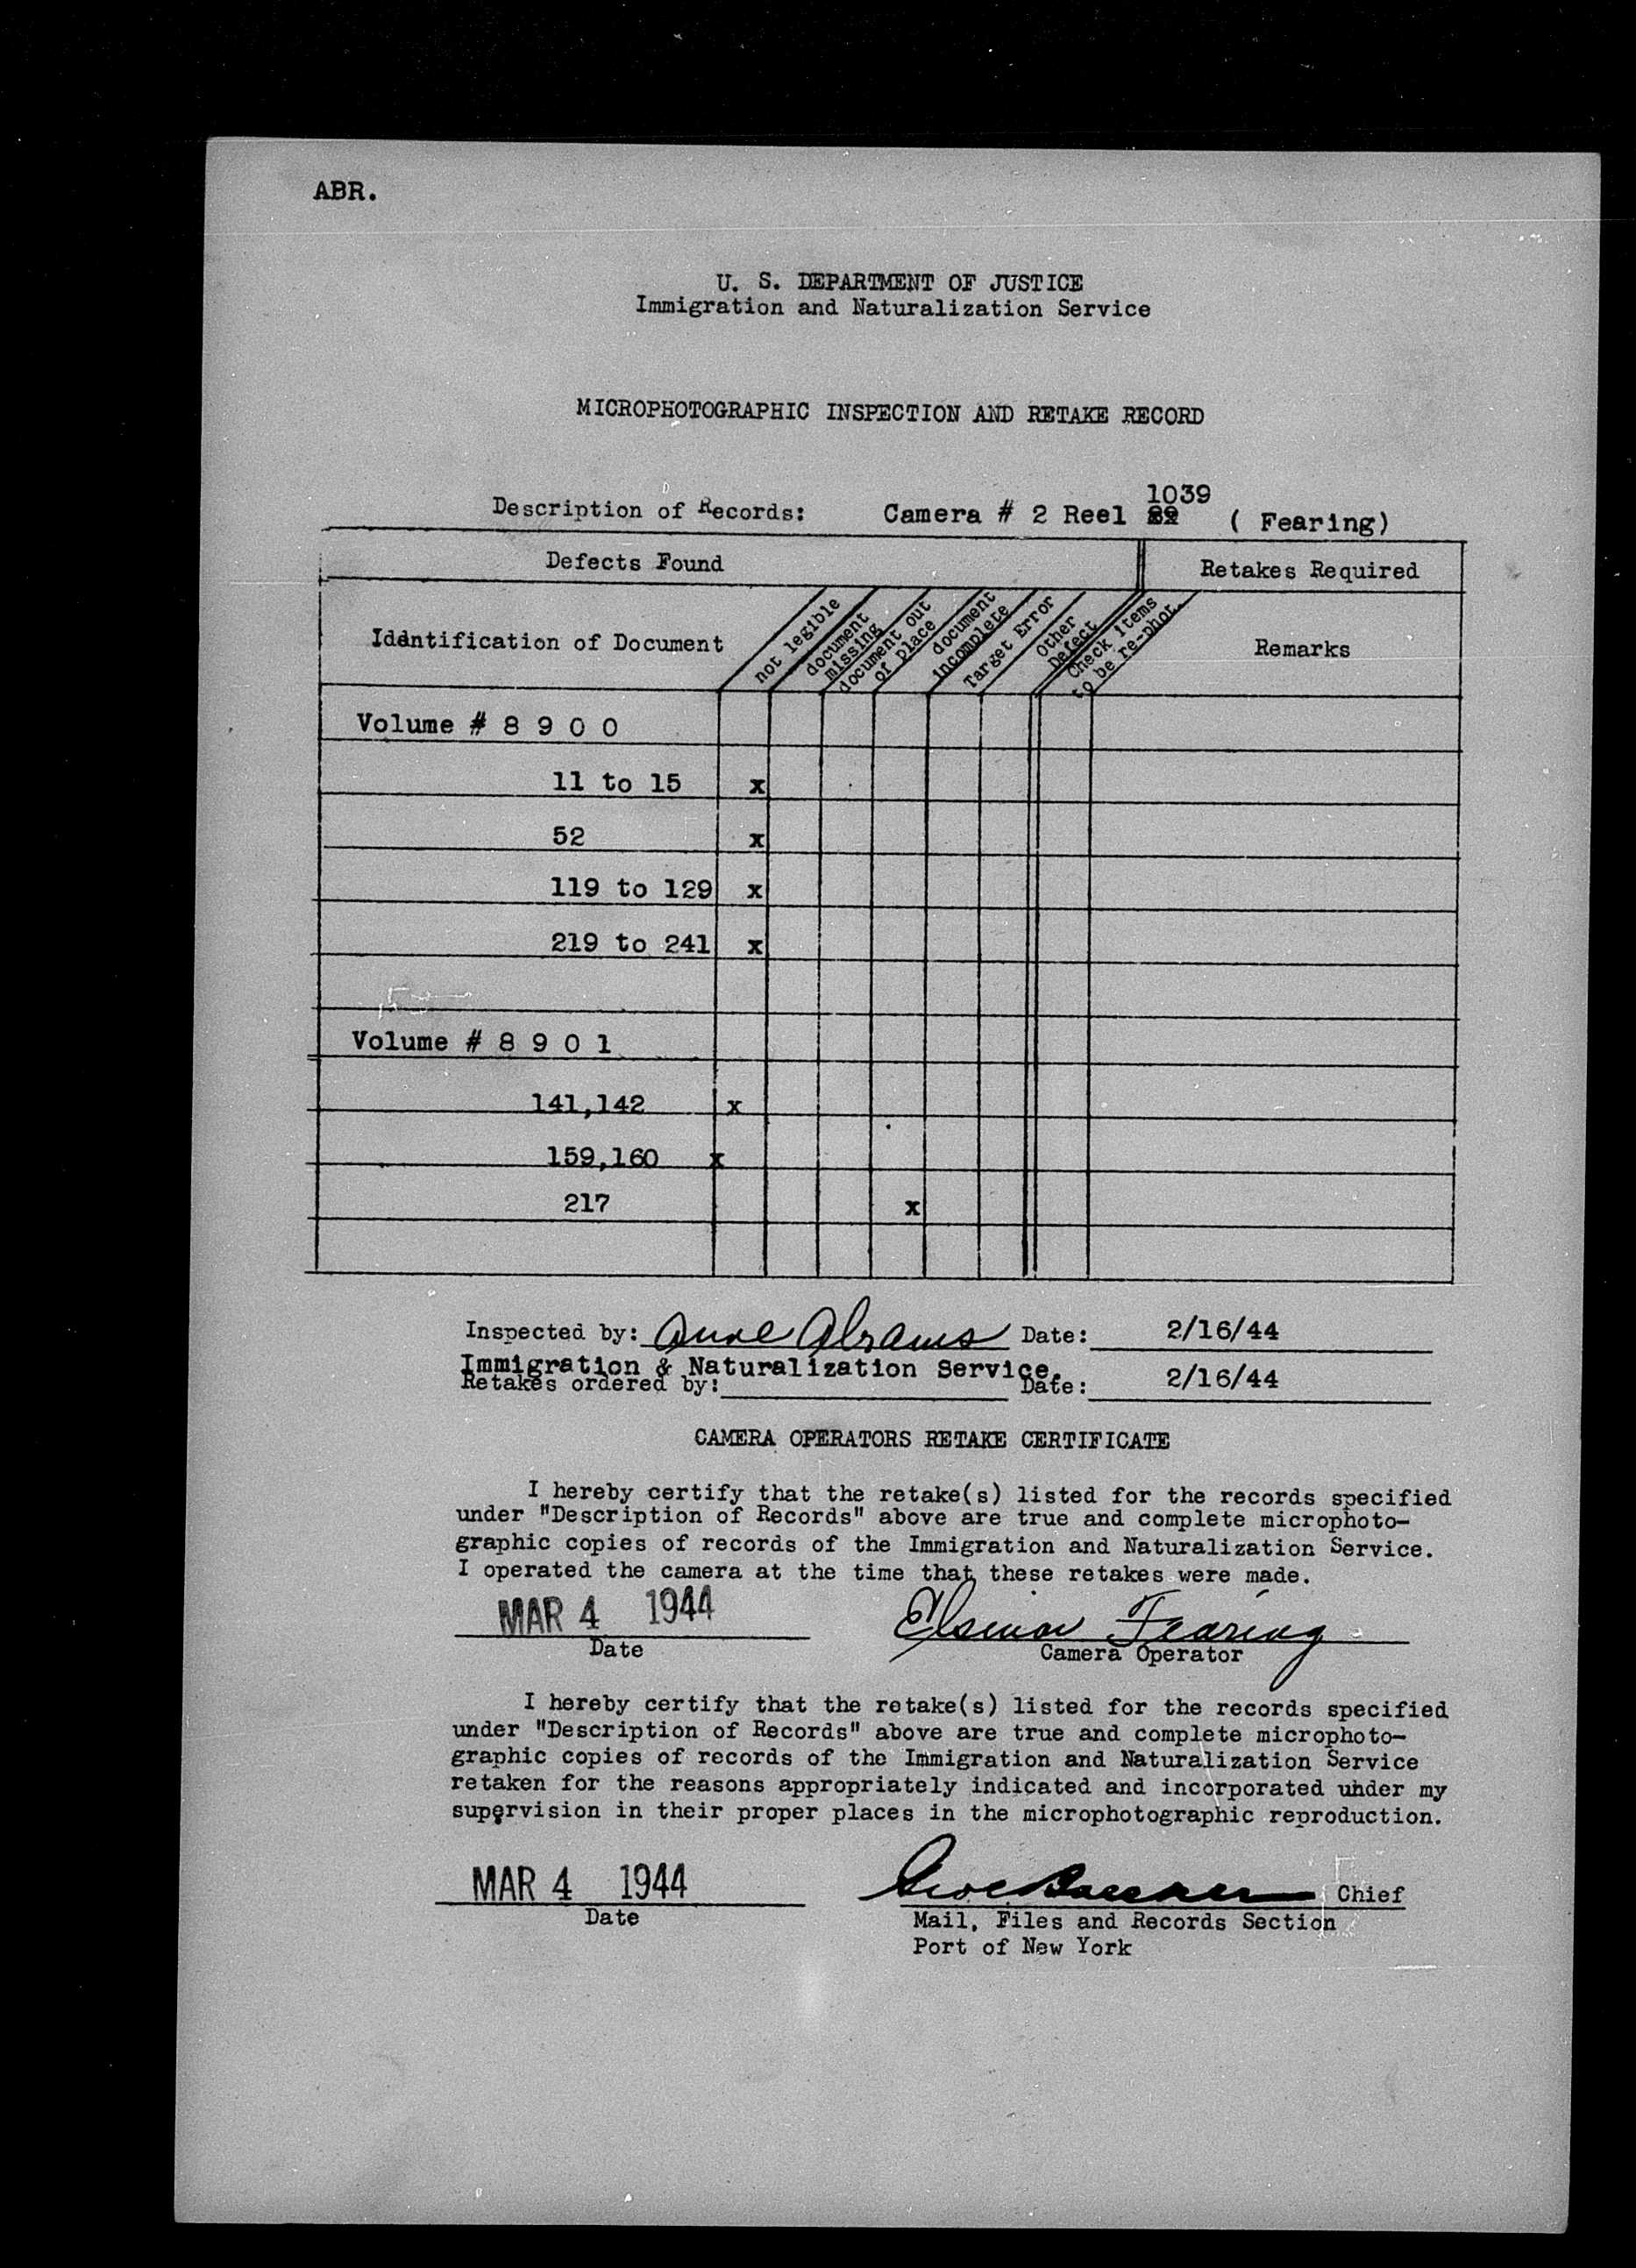 ABR.
U. S. DEPARTMENT OF JUSTICE
Immigration and Naturalization Service
MICROPHOTOGRAPHIC INSPECTION AND RETAKE RECORD
1039
Description of Records: Camera # 2 Reel ( Fearing)
Defects Found Retakes Required
Identification of Document
not legible
document missing
document out of place
document incomplete
Target Error
Other Defect
Check items to be re-phot.
Remarks
Volume # 8 9 0 0
11 to 15 x
52 x
119 to 129 x
219 to 241 x
Volume # 8 9 0 1
141,142 x
159,160 x
217 x
Inspected by: Abrams Date: 2/16/44
Immigration & Naturalization Service.
Retakes ordered by: Date: 2/16/44
CAMERA OPERATORS RETAKE CERTIFICATE
I hereby certify that the retake(s) listed for the records specified
under "Description of Records" above are true and complete microphoto-
graphic copies of records of the Immigration and Naturalization Service.
I operated the camera at the time that these retakes were made.
MAR 4 1944 Fearing
Date Camera Operator
I hereby certify that the retake(s) listed for the records specified
under "Description of Records" above are true and complete microphoto-
graphic copies of records of the Immigration and Naturalization Service
retaken for the reasons appropriately indicated and incorporated under my
supervision in their proper places in the microphotographic reproduction.
MAR 4 1944 Chief
Date Mail, Files and Records Section
Port of New York